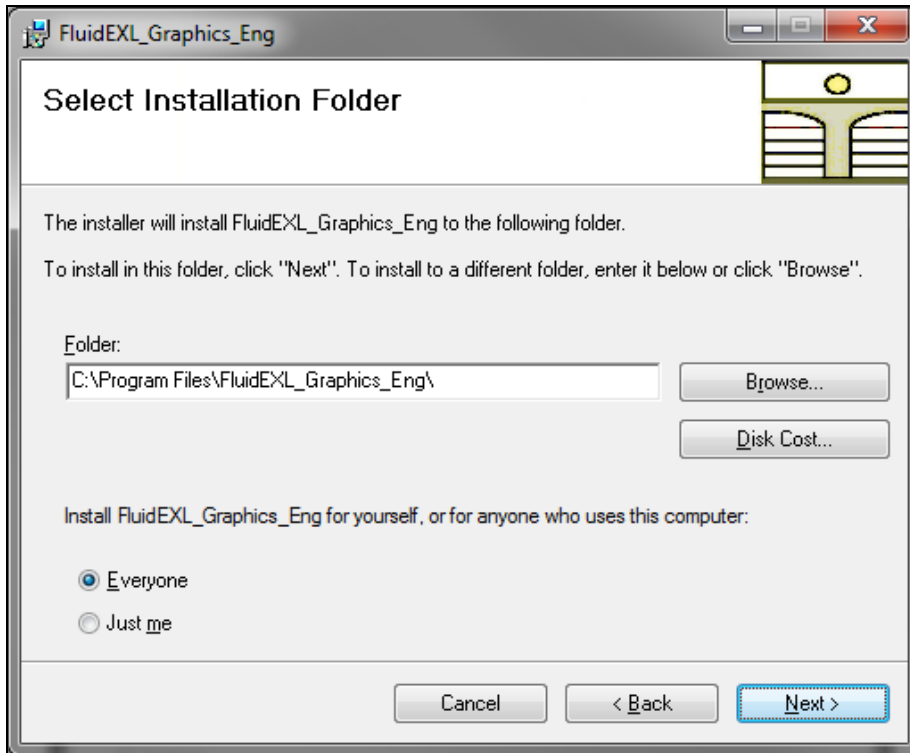 FluidEXL_Graphics_Eng
Select Installation Folder
The installer will install FluidEXL_Graphics_Eng to the following folder.
To install in this folder, click "Next". To install to a different folder, enter it below or click "Browse".
Folder:
C:\Program Files\FluidEXL_Graphics_Eng\
Browse...
Disk Cost...
Install FluidEXL_Graphics_Eng for yourself, or for anyone who uses this computer:
Everyone
Just me
Cancel
< Back
Next >